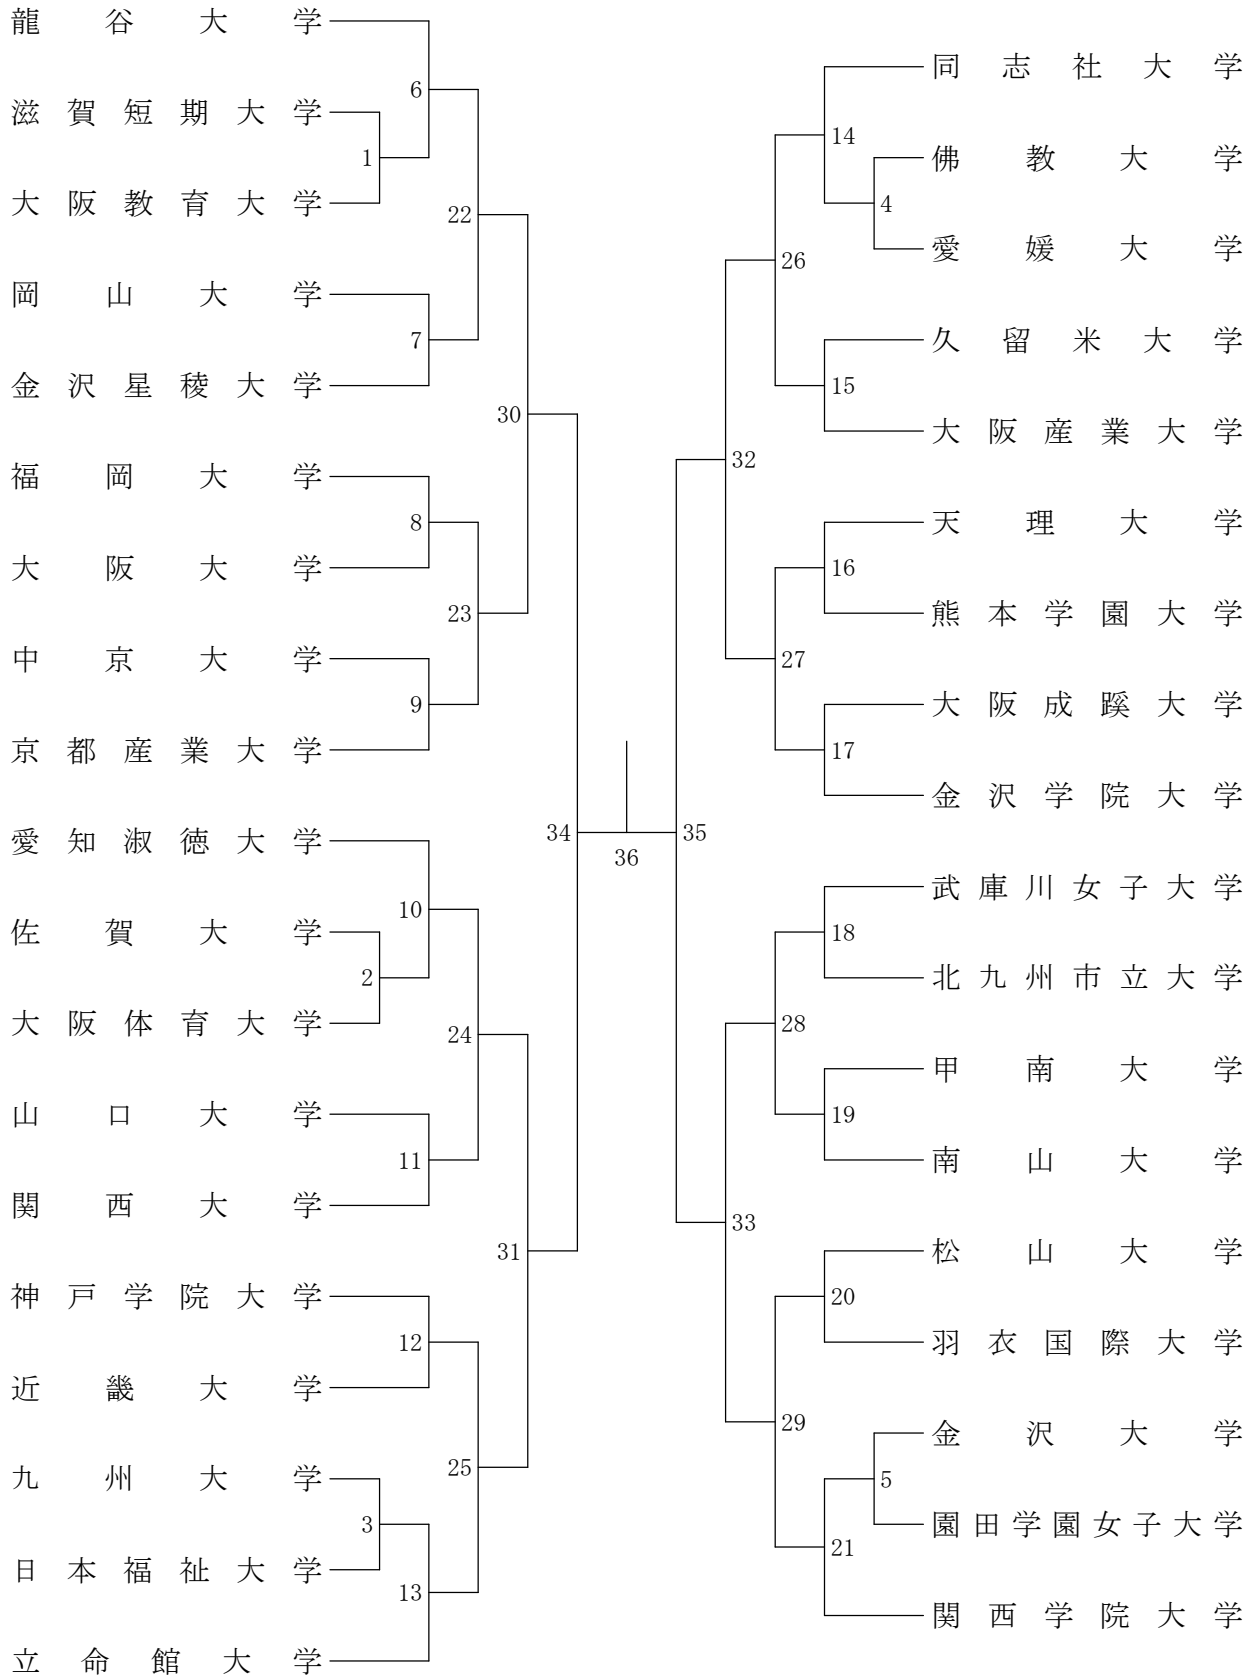 龍谷大学
滋賀短期大学
大阪教育大学
岡山大学
金沢星稜大学
福岡大学
大阪大学
中京大学
京都産業大学
愛知淑徳大学
佐賀大学
大阪体育大学
山口大学
関西大学
神戸学院大学
近畿大学
九州大学
日本福祉大学
立命館大学
1
2
3
6
7
8
9
10
11
12
13
22
23
24
25
30
31
34
36
35
32
33
26
27
28
29
14
15
16
17
18
19
20
21
4
5
同志社大学
佛教大学
愛媛大学
久留米大学
大阪産業大学
天理大学
熊本学園大学
大阪成蹊大学
金沢学院大学
武庫川女子大学
北九州市立大学
甲南大学
南山大学
松山大学
羽衣国際大学
金沢大学
園田学園女子大学
関西学院大学